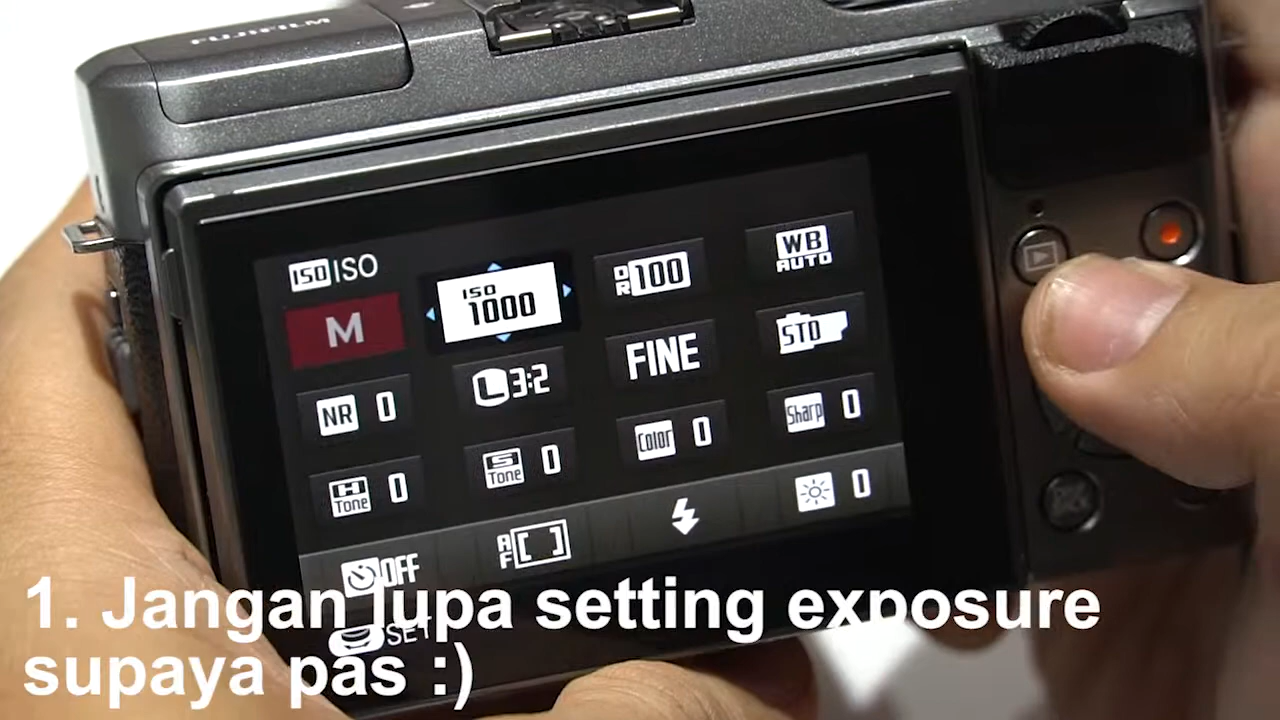 FUJIFILM
ISO ISO
M
ISO 1000
DR 100
WB AUTO
NR 0
L 3:2
FINE
STD
H Tone 0
S Tone 0
Color 0
Sharp 0
OFF
AF
0
SET
1. Jangan lupa setting exposure
supaya pas :)